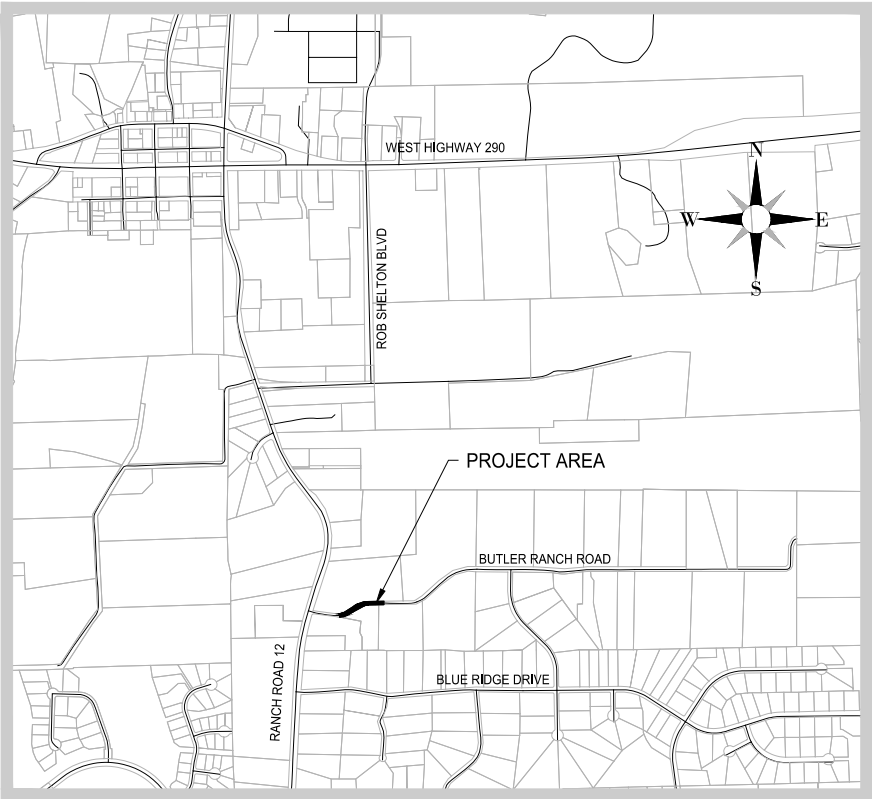 WEST HIGHWAY 290
N
W
E
S
ROB SHELTON BLVD
PROJECT AREA
BUTLER RANCH ROAD
RANCH ROAD 12
BLUE RIDGE DRIVE